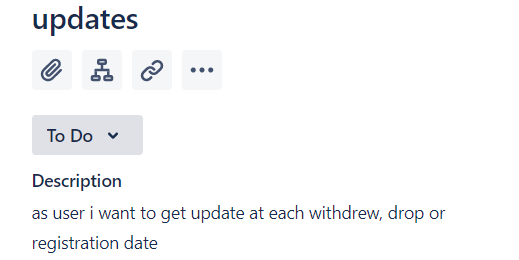 updates
To Do
Description
as user i want to get update at each withdrew, drop or
registration date